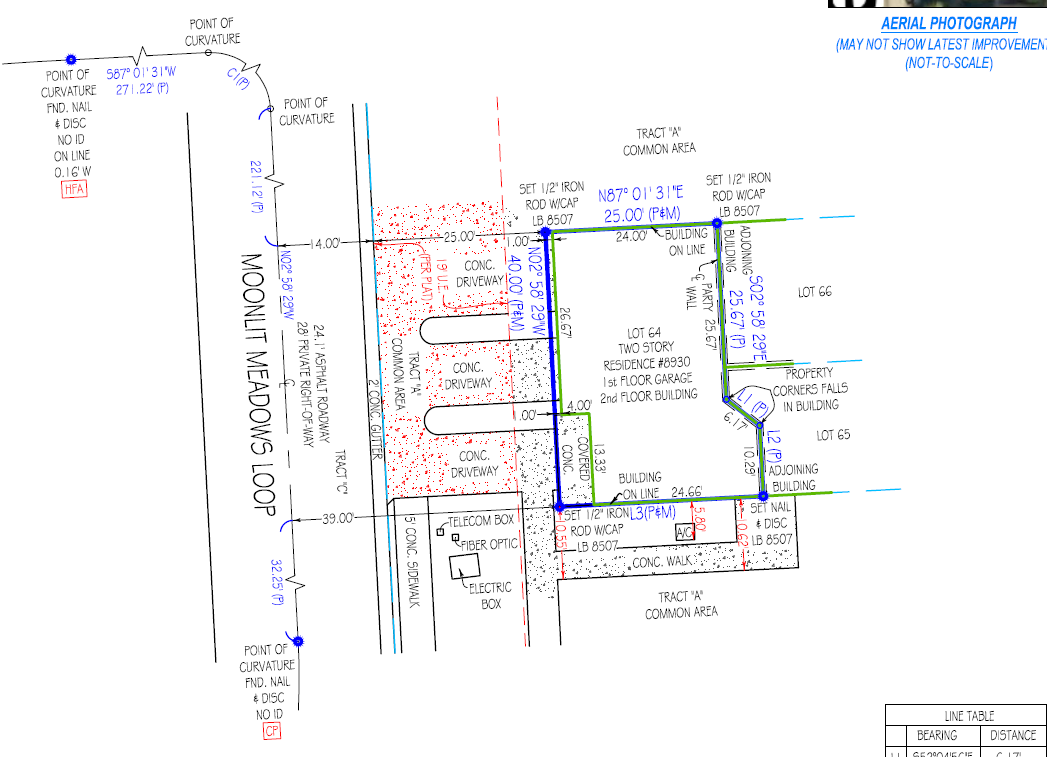 AERIAL PHOTOGRAPH
(MAY NOT SHOW LATEST IMPROVEMENT
(NOT-TO-SCALE)
POINT OF
CURVATURE
S87° 01' 31"W
271.22' (P)
C1(P)
POINT OF
CURVATURE
FND. NAIL
& DISC
NO ID
ON LINE
0.16' W
HFA
POINT OF
CURVATURE
221.12' (P)
TRACT "A"
COMMON AREA
SET 1/2" IRON
ROD W/CAP
LB 8507
N87° 01' 31"E
25.00' (P&M)
SET 1/2" IRON
ROD W/CAP
LB 8507
14.00'
25.00'
1.00'
24.00'
BUILDING
ON LINE
ADJOINING
BUILDING
N02° 58' 29"W
MOONLIT MEADOWS LOOP
24.1' ASPHALT ROADWAY
28' PRIVATE RIGHT-OF-WAY
TRACT "C"
2' CONC. GUTTER
TRACT "A"
COMMON AREA
19' U.E.
(PER PLAT)
CONC.
DRIVEWAY
N02° 58' 29"W
40.00' (P&M)
26.67'
PARTY
WALL
25.67'
S02° 58' 29"E
25.67' (P)
LOT 66
LOT 64
TWO STORY
RESIDENCE #8930
1st FLOOR GARAGE
2nd FLOOR BUILDING
CONC.
DRIVEWAY
PROPERTY
CORNERS FALLS
IN BUILDING
L1 (P)
6.17'
1.00'
4.00'
L2 (P)
10.29'
LOT 65
CONC.
DRIVEWAY
COVERED
CONC.
13.33'
BUILDING
ON LINE
24.66'
ADJOINING
BUILDING
39.00'
SET 1/2" IRON
ROD W/CAP
LB 8507
L3(P&M)
SET NAIL
& DISC
LB 8507
5' CONC. SIDEWALK
TELECOM BOX
FIBER OPTIC
ELECTRIC
BOX
A/C
5.80'
10.62'
10.55'
CONC. WALK
TRACT "A"
COMMON AREA
32.25' (P)
POINT OF
CURVATURE
FND. NAIL
& DISC
NO ID
CP
LINE TABLE
BEARING DISTANCE